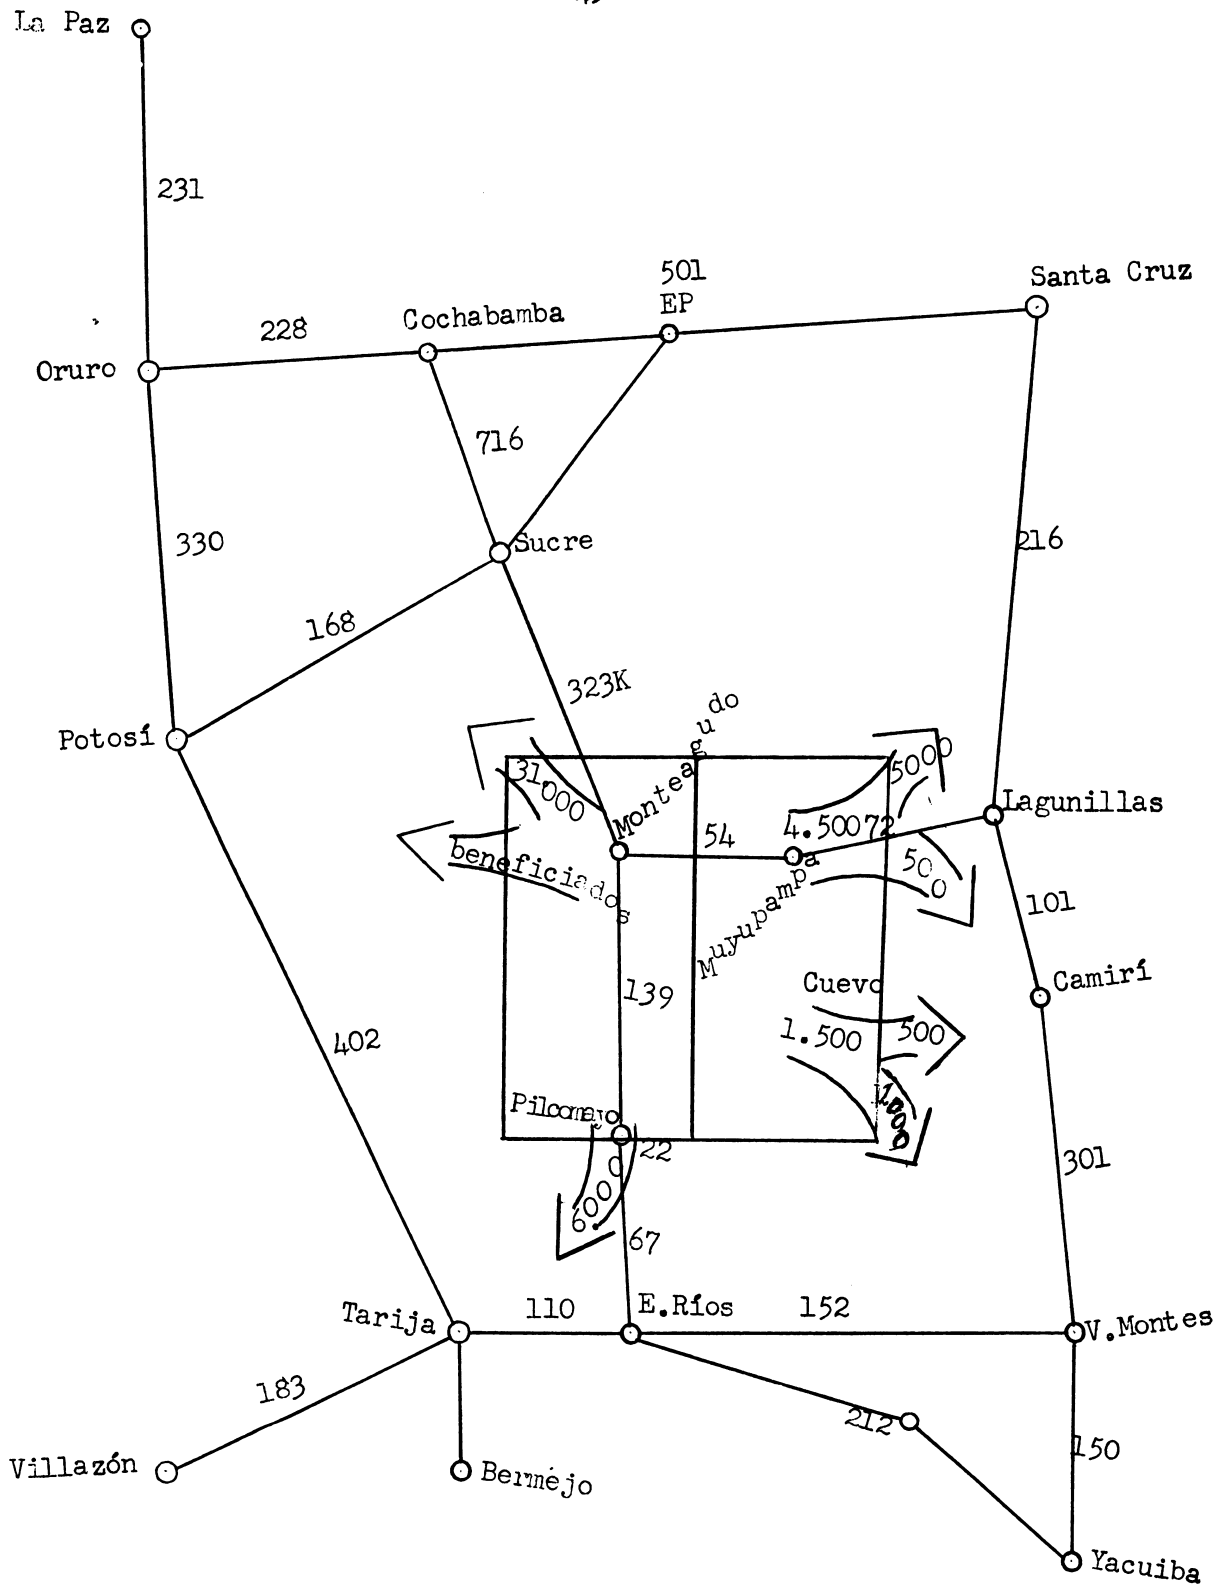 La Paz
231
501
EP
Santa Cruz
228
Cochabamba
Oruro
716
330
Sucre
216
168
323K
Potosí
Monteagudo
31.000
5000
Lagunillas
54
4.500
72
beneficiados
500
Muyupampa
101
139
Cuevo
Camirí
1.500
500
402
1000
Pilcomayo
22
6000
301
67
Tarija
110
E.Ríos
152
V.Montes
183
212
150
Villazón
Bermejo
Yacuiba